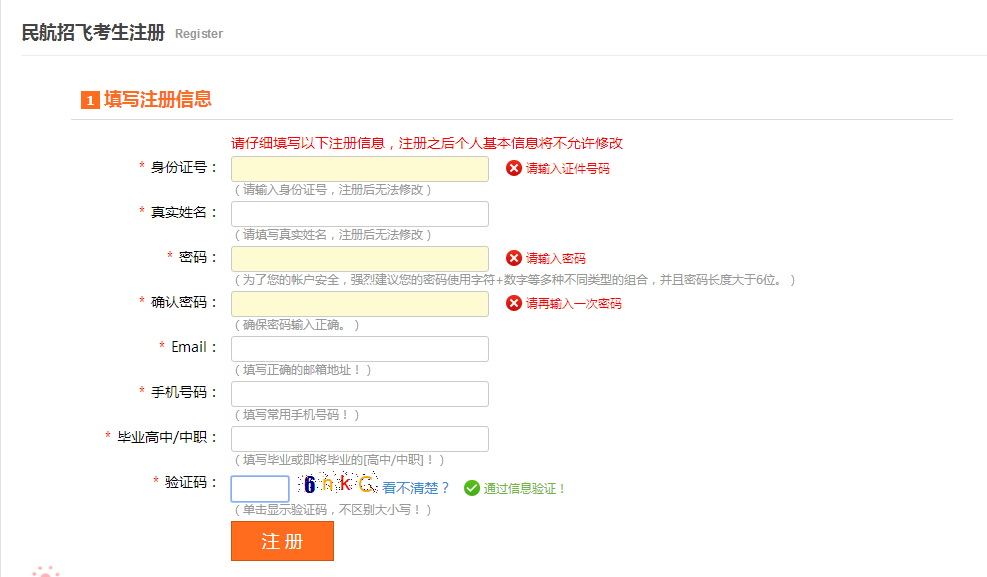 民航招飞考生注册 Register
1 填写注册信息
请仔细填写以下注册信息，注册之后个人基本信息将不允许修改
* 身份证号： 请输入证件号码
（请输入身份证号，注册后无法修改）
* 真实姓名：
（请填写真实姓名，注册后无法修改）
* 密码： 请输入密码
（为了您的帐户安全，强烈建议您的密码使用字符+数字等多种不同类型的组合，并且密码长度大于6位。）
* 确认密码： 请再输入一次密码
（确保密码输入正确。）
* Email：
（填写正确的邮箱地址！）
* 手机号码：
（填写常用手机号码！）
* 毕业高中/中职：
（填写毕业或即将毕业的[高中/中职]！）
* 验证码： 6nkC 看不清楚？ 通过信息验证！
（单击显示验证码，不区别大小写！）
注 册